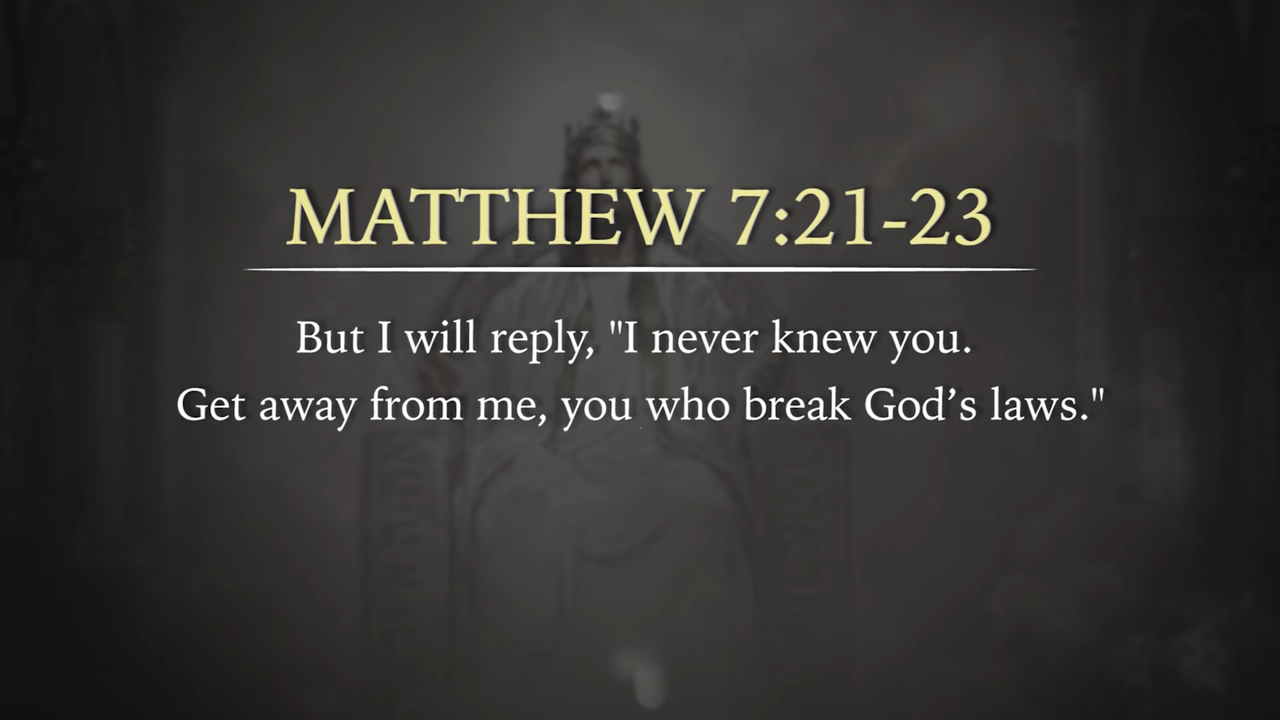 MATTHEW 7:21-23
But I will reply, "I never knew you.
Get away from me, you who break God’s laws."